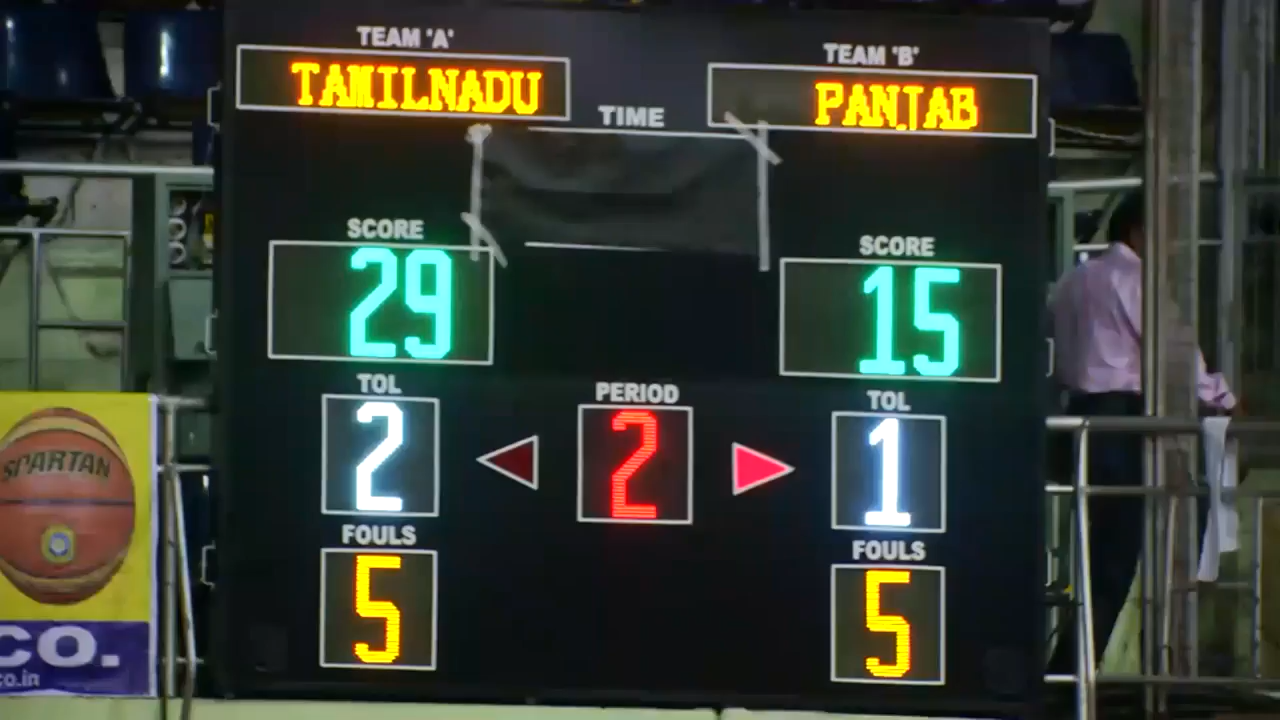 TEAM 'A'
TEAM 'B'
TAMILNADU
PANJAB
TIME
SCORE
SCORE
29
15
TOL
PERIOD
TOL
2
2
1
FOULS
FOULS
5
5
SPARTAN
CO.
co.in